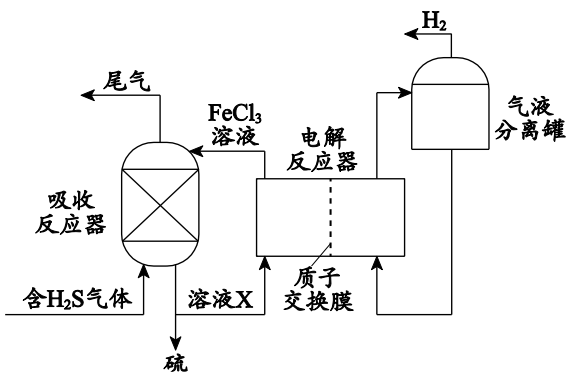 H₂
尾气
FeCl₃
溶液
电解
反应器
气液
分离罐
吸收
反应器
质子
交换膜
含H₂S气体
溶液X
硫